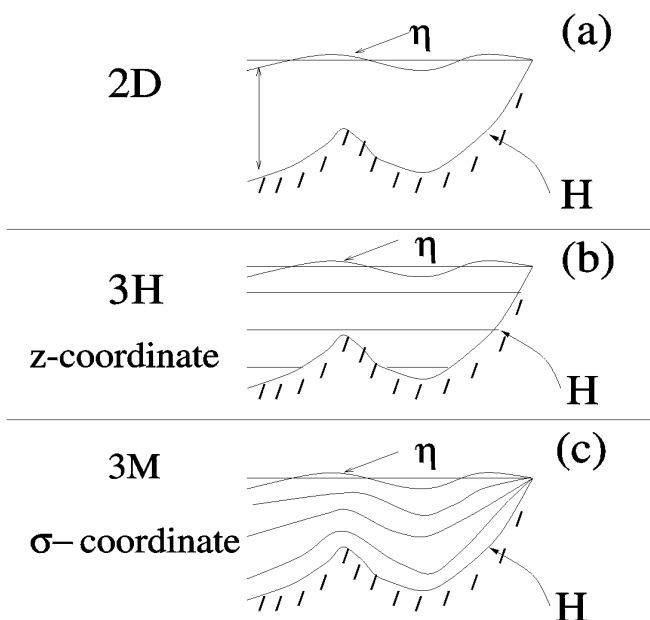 (a)
η
2D
H
(b)
η
3H
z-coordinate
H
(c)
η
3M
σ– coordinate
H